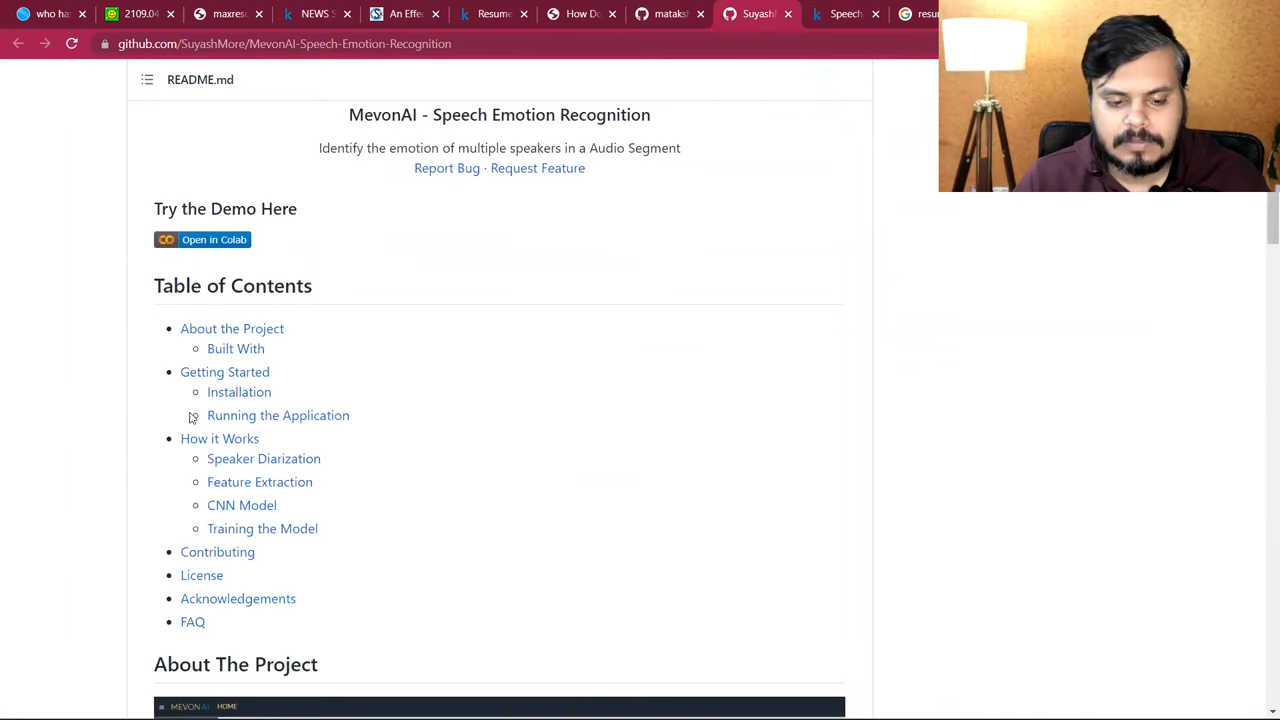 who ha
2109.04
maxres
NEWS S
An Effe
Resume
How Do
mataksh
Suyash
Speech
resu
github.com/SuyashMore/MevonAI-Speech-Emotion-Recognition
README.md
MevonAI - Speech Emotion Recognition
Identify the emotion of multiple speakers in a Audio Segment
Report Bug · Request Feature
Try the Demo Here
Open in Colab
Table of Contents
About the Project
Built With
Getting Started
Installation
Running the Application
How it Works
Speaker Diarization
Feature Extraction
CNN Model
Training the Model
Contributing
License
Acknowledgements
FAQ
About The Project
MEVON AI HOME